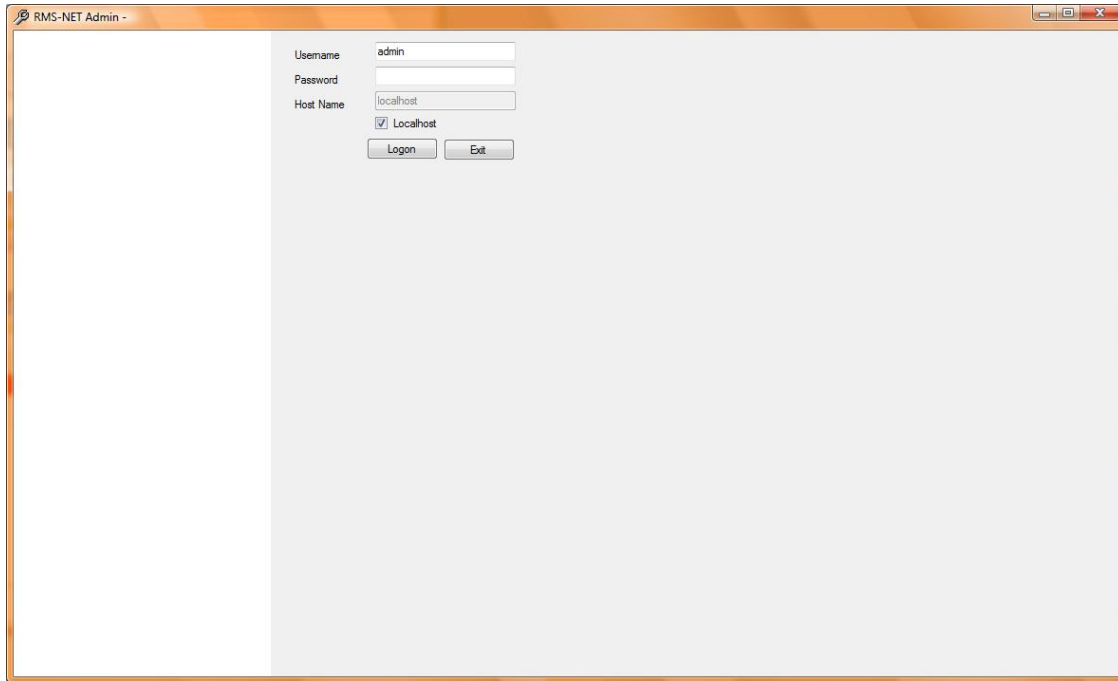 RMS-NET Admin -
Username admin
Password
Host Name localhost
Localhost
Logon Exit